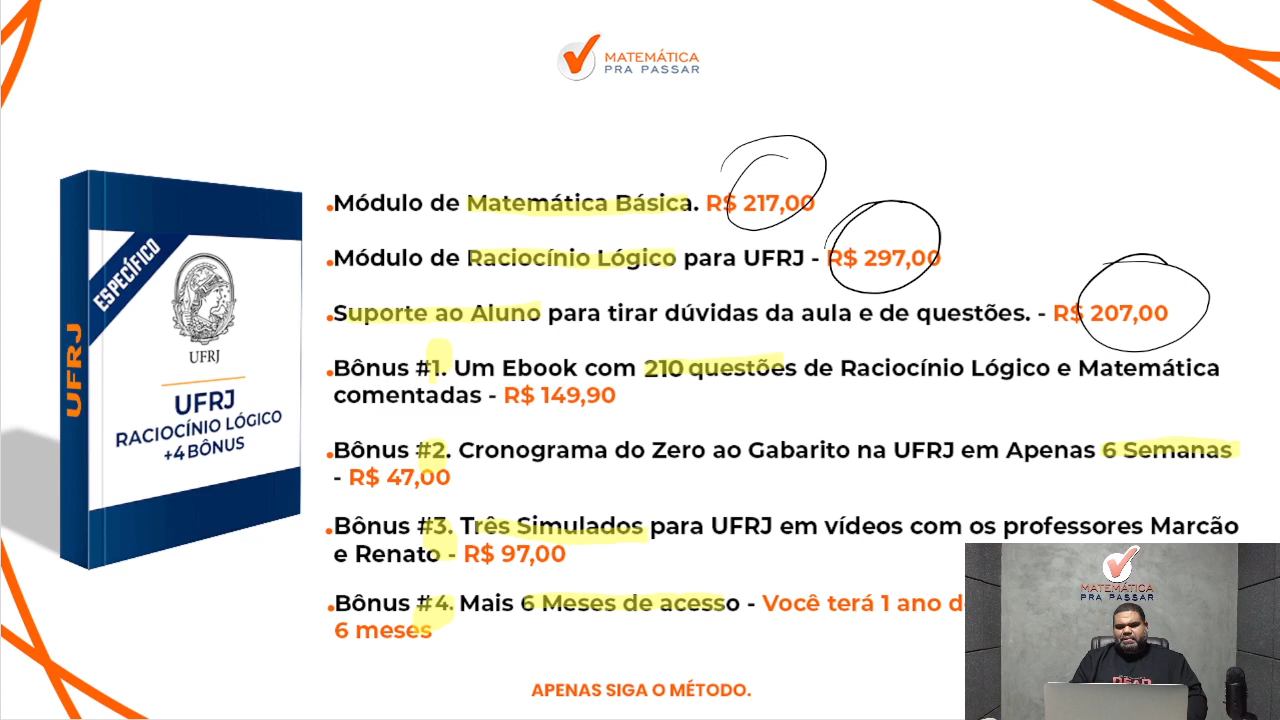 MATEMÁTICA
PRA PASSAR
•Módulo de Matemática Básica. R$ 217,00
•Módulo de Raciocínio Lógico para UFRJ - R$ 297,00
•Suporte ao Aluno para tirar dúvidas da aula e de questões. - R$ 207,00
•Bônus #1. Um Ebook com 210 questões de Raciocínio Lógico e Matemática
comentadas - R$ 149,90
•Bônus #2. Cronograma do Zero ao Gabarito na UFRJ em Apenas 6 Semanas
- R$ 47,00
•Bônus #3. Três Simulados para UFRJ em vídeos com os professores Marcão
e Renato - R$ 97,00
•Bônus #4. Mais 6 Meses de acesso - Você terá 1 ano
6 meses
APENAS SIGA O MÉTODO.
ESPECÍFICO
UFRJ
UFRJ
UFRJ
RACIOCÍNIO LÓGICO
+4 BÔNUS
MATEMÁTICA
PRA PASSAR